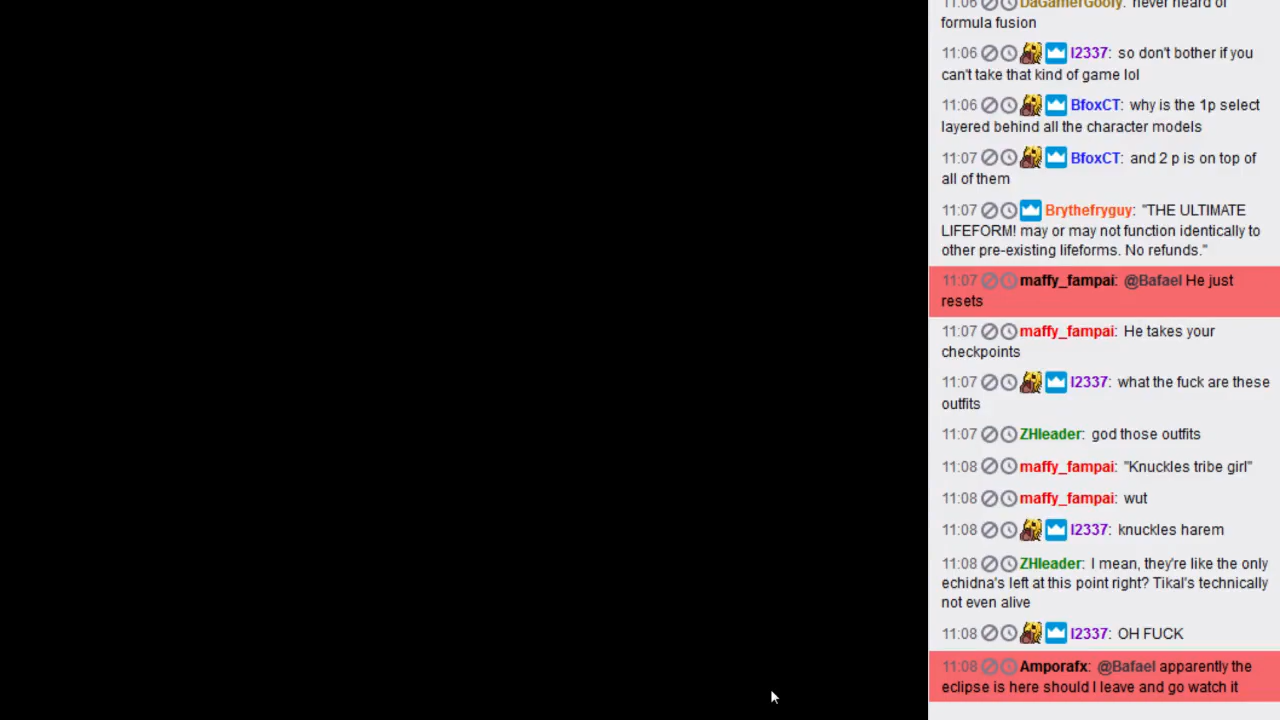 11:06 DaGamerGoofy: never heard of
formula fusion
11:06 I2337: so don't bother if you
can't take that kind of game lol
11:06 BfoxCT: why is the 1p select
layered behind all the character models
11:07 BfoxCT: and 2 p is on top of
all of them
11:07 Brythefryguy: "THE ULTIMATE
LIFEFORM! may or may not function identically to
other pre-existing lifeforms. No refunds."
11:07 maffy_fampai: @Bafael He just
resets
11:07 maffy_fampai: He takes your
checkpoints
11:07 I2337: what the fuck are these
outfits
11:07 ZHleader: god those outfits
11:08 maffy_fampai: "Knuckles tribe girl"
11:08 maffy_fampai: wut
11:08 I2337: knuckles harem
11:08 ZHleader: I mean, they're like the only
echidna's left at this point right? Tikal's technically
not even alive
11:08 I2337: OH FUCK
11:08 Amporafx: @Bafael apparently the
eclipse is here should I leave and go watch it